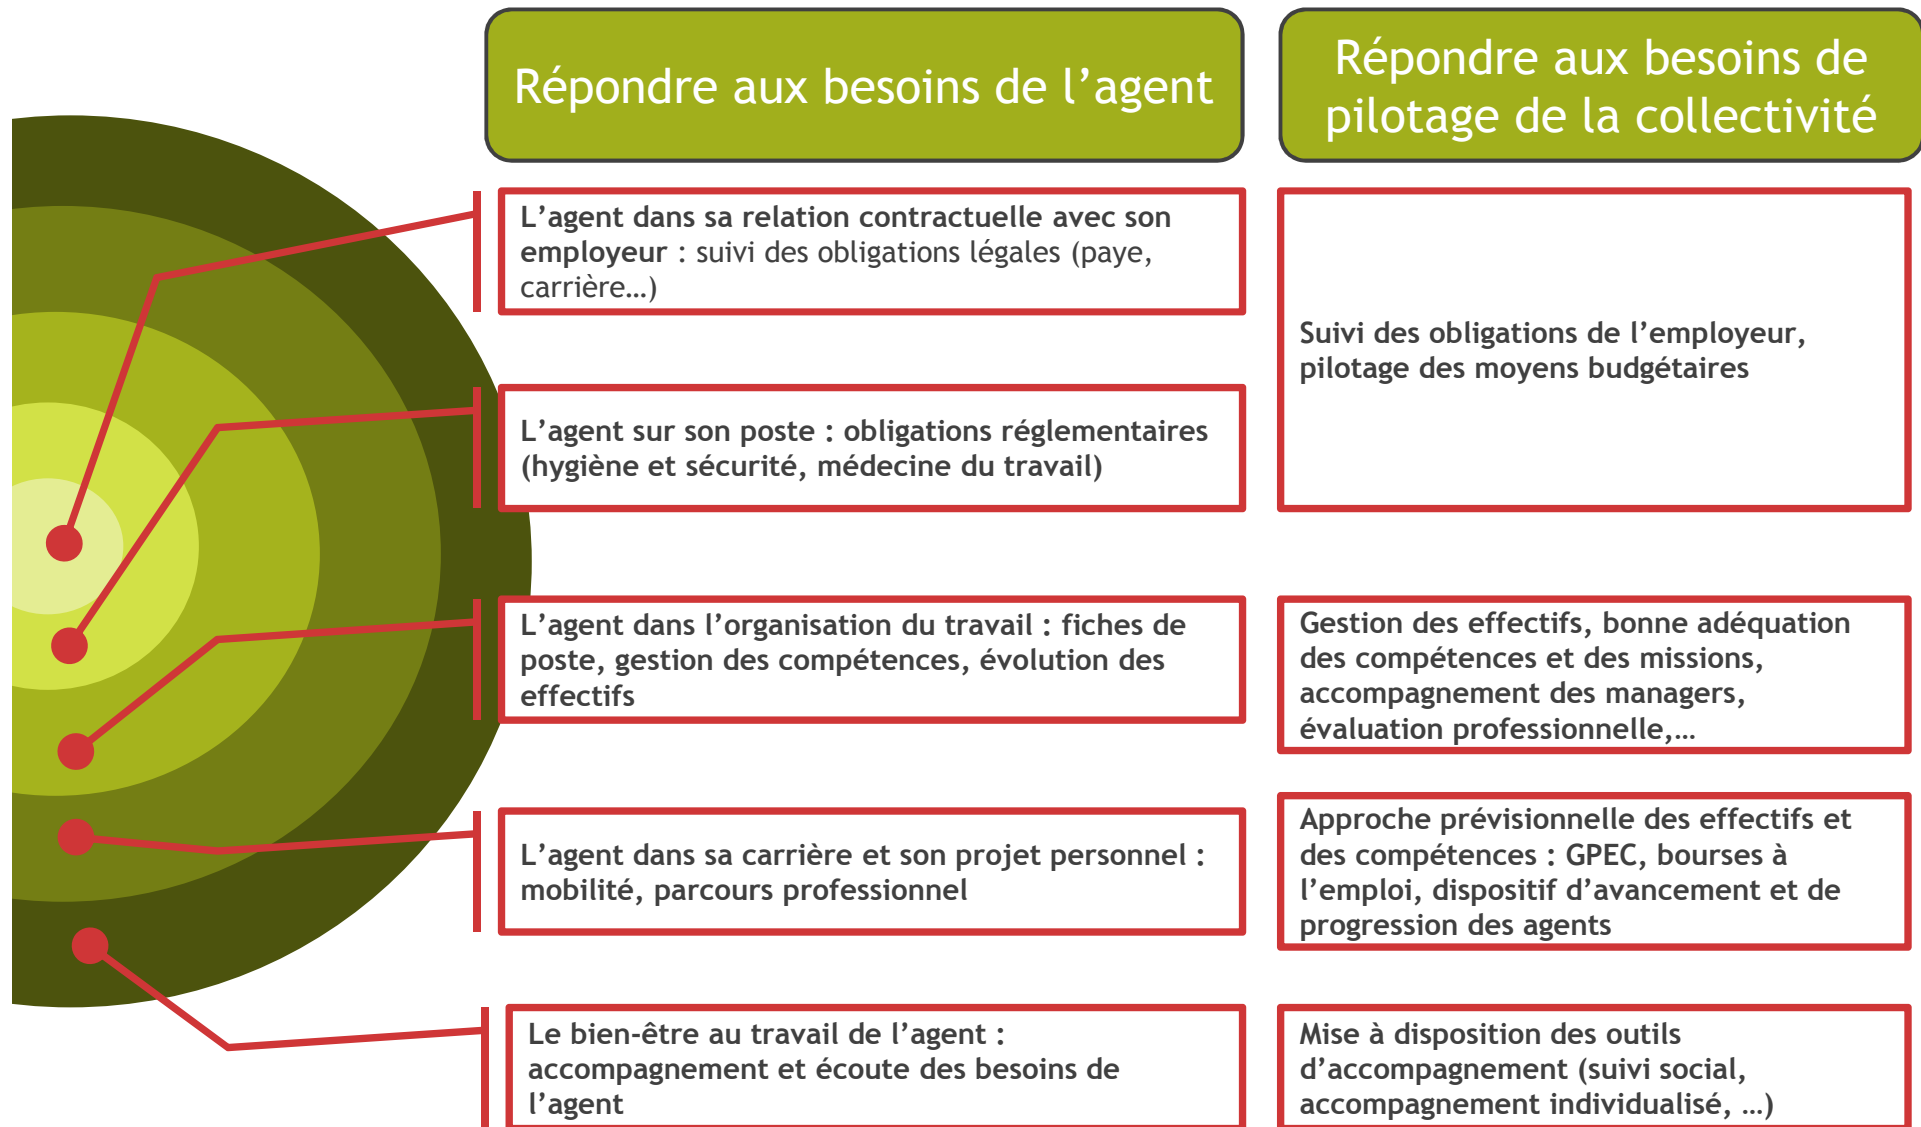 Répondre aux besoins de l’agent
Répondre aux besoins de
pilotage de la collectivité
L’agent dans sa relation contractuelle avec son
employeur : suivi des obligations légales (paye,
carrière…)
Suivi des obligations de l’employeur,
pilotage des moyens budgétaires
L’agent sur son poste : obligations réglementaires
(hygiène et sécurité, médecine du travail)
L’agent dans l’organisation du travail : fiches de
poste, gestion des compétences, évolution des
effectifs
Gestion des effectifs, bonne adéquation
des compétences et des missions,
accompagnement des managers,
évaluation professionnelle,…
L’agent dans sa carrière et son projet personnel :
mobilité, parcours professionnel
Approche prévisionnelle des effectifs et
des compétences : GPEC, bourses à
l’emploi, dispositif d’avancement et de
progression des agents
Le bien-être au travail de l’agent :
accompagnement et écoute des besoins de
l’agent
Mise à disposition des outils
d’accompagnement (suivi social,
accompagnement individualisé, …)